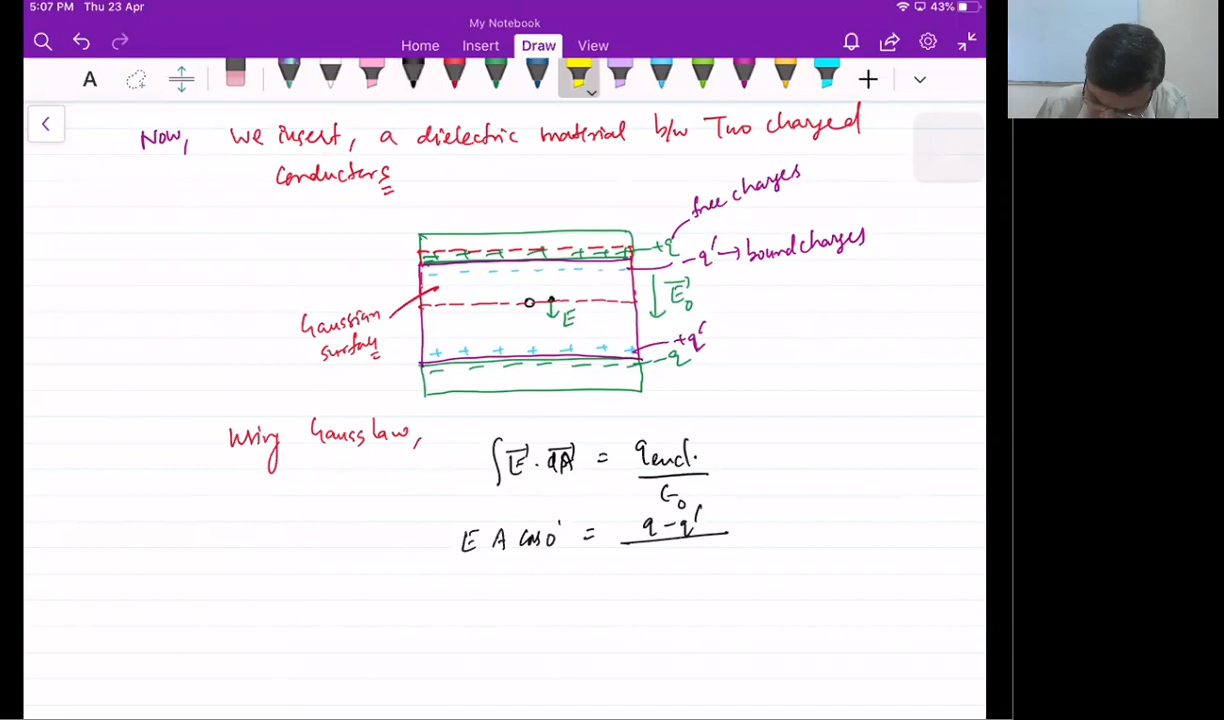 5:07 PM Thu 23 Apr
43%
My Notebook
Home Insert Draw View
A
Now, we insert, a dielectric material b/w Two charged
conductors
free charges
+q
-q' → bound charges
E₀
E
Gaussian
surface
+q'
-q
Using Gauss law,
∫E⃗ . dA⃗ = qencl.
ϵ₀
E A cos0° = q - q'